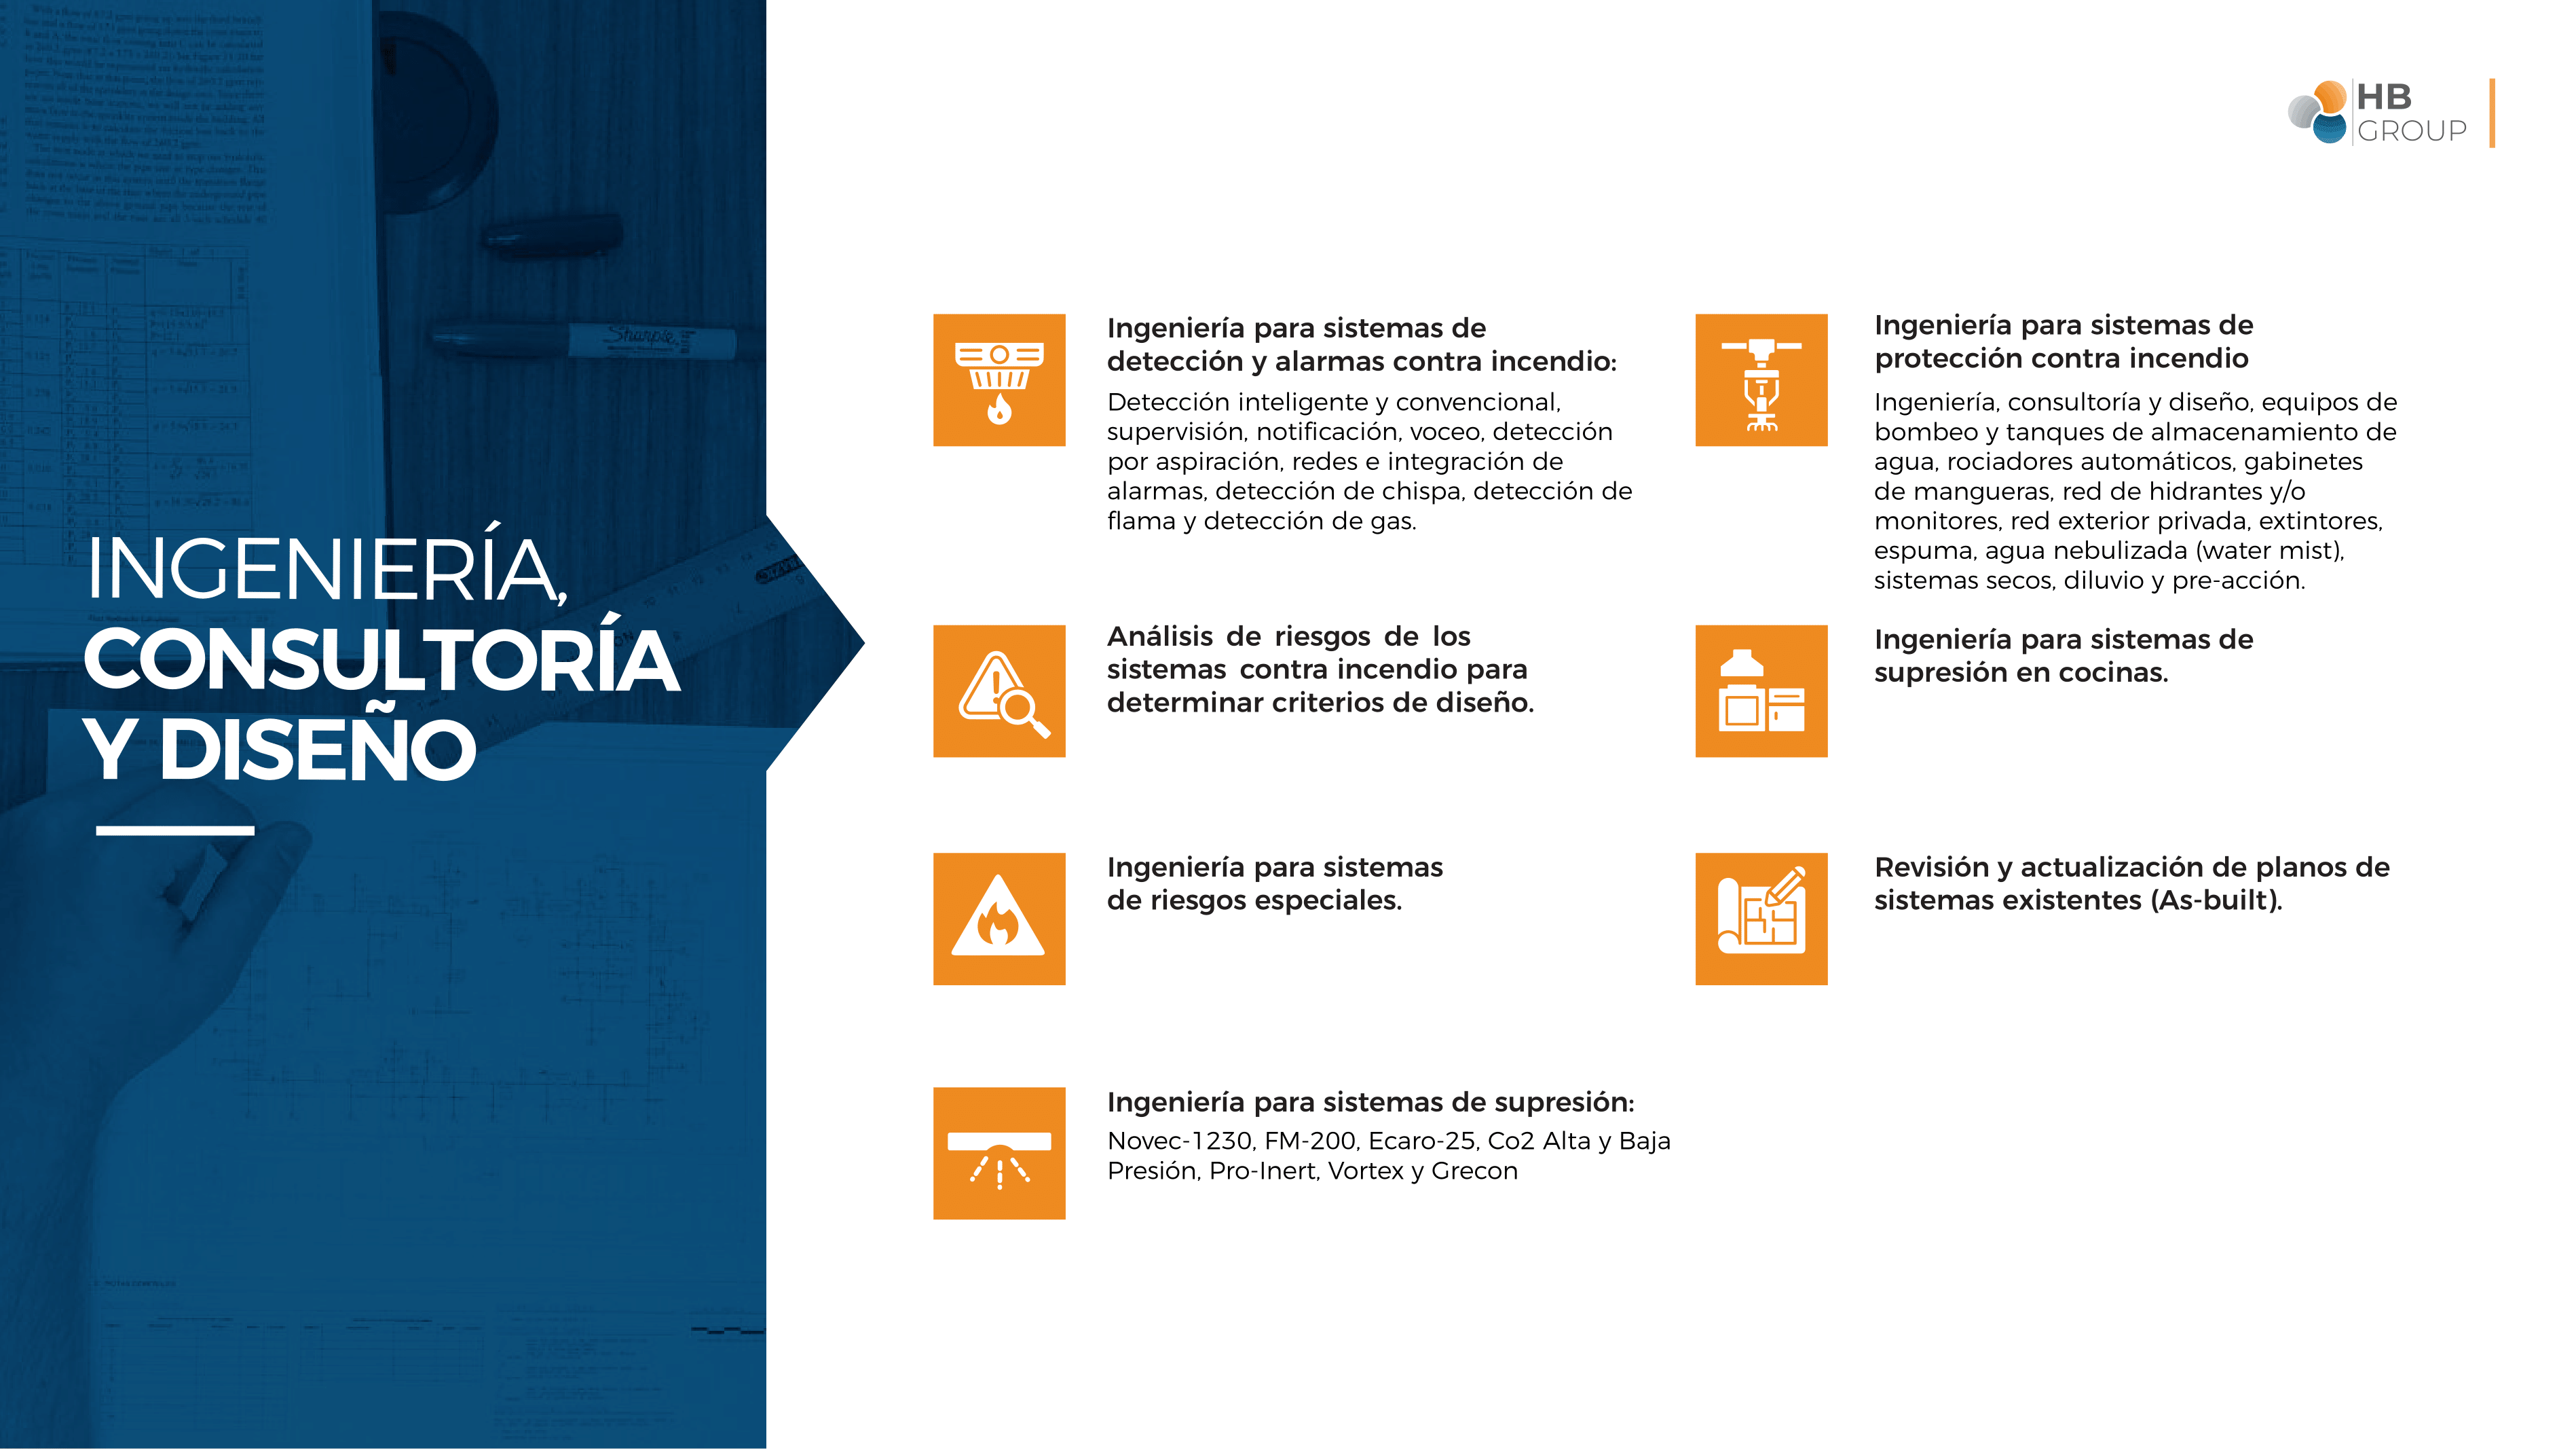 INGENIERÍA,
CONSULTORÍA
Y DISEÑO
HB
GROUP
Ingeniería para sistemas de
detección y alarmas contra incendio:
Detección inteligente y convencional,
supervisión, notificación, voceo, detección
por aspiración, redes e integración de
alarmas, detección de chispa, detección de
flama y detección de gas.
Análisis de riesgos de los
sistemas contra incendio para
determinar criterios de diseño.
Ingeniería para sistemas
de riesgos especiales.
Ingeniería para sistemas de supresión:
Novec-1230, FM-200, Ecaro-25, Co2 Alta y Baja
Presión, Pro-Inert, Vortex y Grecon
Ingeniería para sistemas de
protección contra incendio
Ingeniería, consultoría y diseño, equipos de
bombeo y tanques de almacenamiento de
agua, rociadores automáticos, gabinetes
de mangueras, red de hidrantes y/o
monitores, red exterior privada, extintores,
espuma, agua nebulizada (water mist),
sistemas secos, diluvio y pre-acción.
Ingeniería para sistemas de
supresión en cocinas.
Revisión y actualización de planos de
sistemas existentes (As-built).
Sharpie